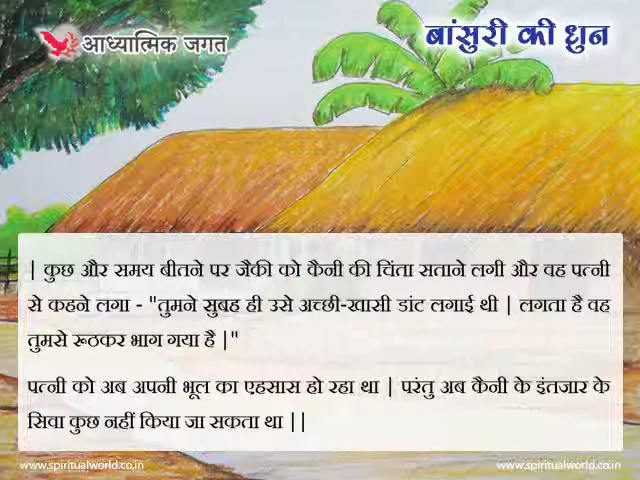 आध्यात्मिक जगत
बांसुरी की धुन
| कुछ और समय बीतने पर जैकी को कैनी की चिंता सताने लगी और वह पत्नी
से कहने लगा - "तुमने सुबह ही उसे अच्छी-खासी डांट लगाई थी | लगता है वह
तुमसे रूठकर भाग गया है |"
पत्नी को अब अपनी भूल का एहसास हो रहा था | परंतु अब कैनी के इंतजार के
सिवा कुछ नहीं किया जा सकता था ||
www.spiritualworld.co.in
www.spiritualworld.co.in